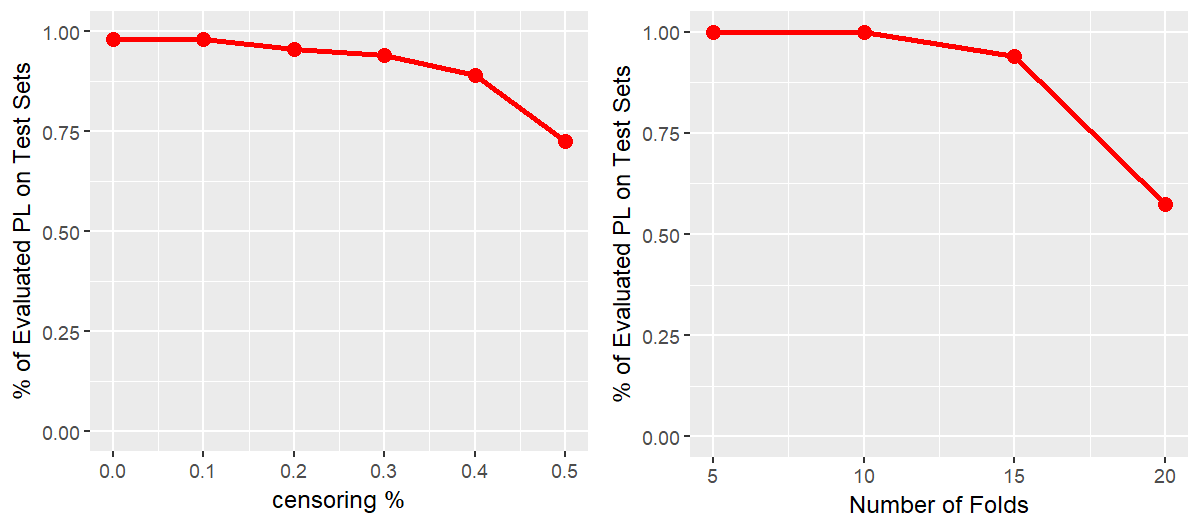 % of Evaluated PL on Test Sets
1.00
0.75
0.50
0.25
0.00
0.0 0.1 0.2 0.3 0.4 0.5
censoring %
% of Evaluated PL on Test Sets
1.00
0.75
0.50
0.25
0.00
5 10 15 20
Number of Folds